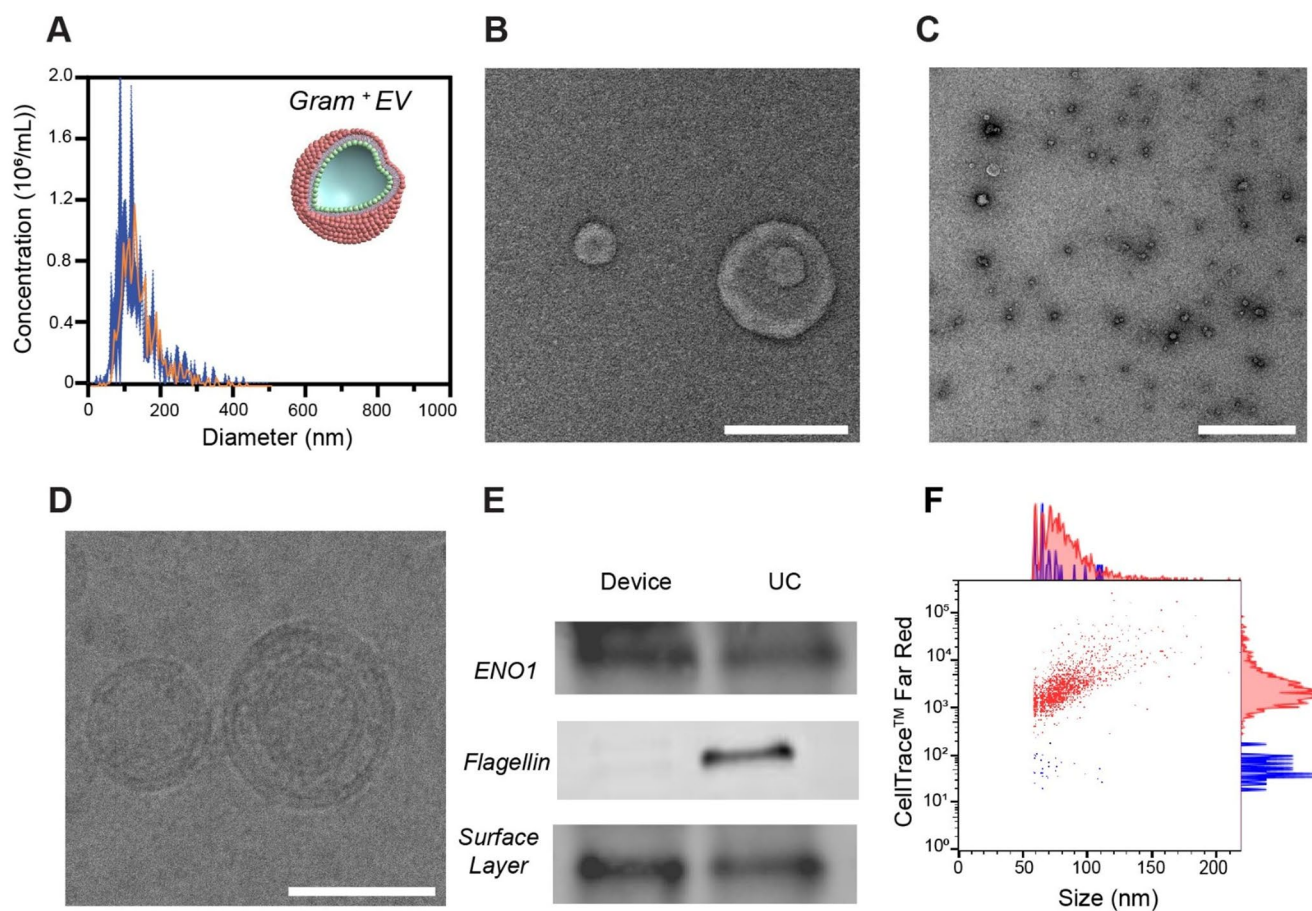 A
2.0
1.6
1.2
0.8
0.4
0
Concentration (10⁶/mL))
Gram ⁺ EV
0 200 400 600 800 1000
Diameter (nm)
B
C
D
E
Device UC
ENO1
Flagellin
Surface
Layer
F
CellTrace™ Far Red
10⁵
10⁴
10³
10²
10¹
10⁰
0 50 100 150 200
Size (nm)